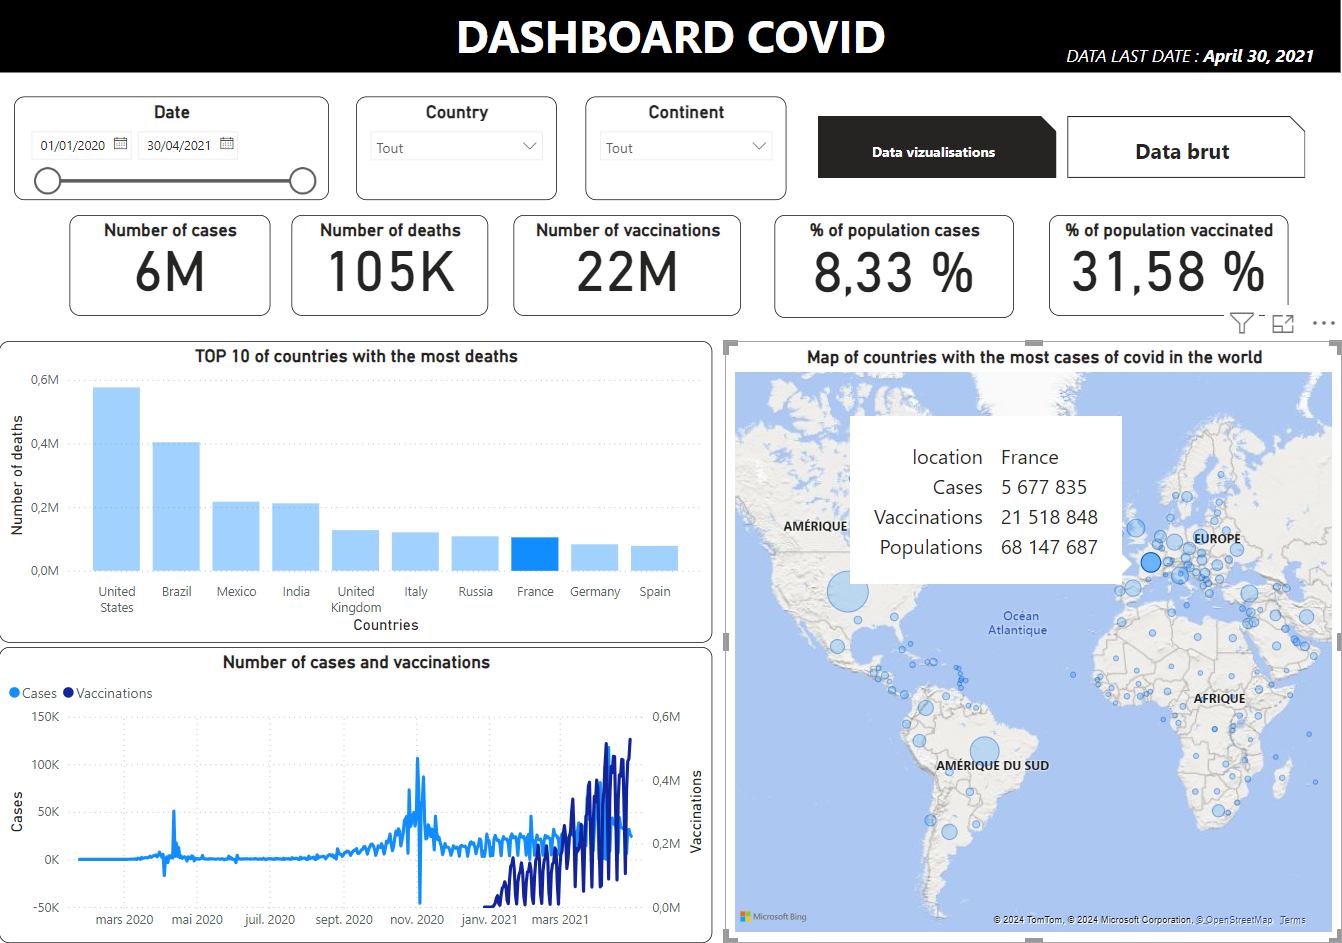 DASHBOARD COVID
DATA LAST DATE : April 30, 2021
Date
01/01/2020
30/04/2021
Country
Tout
Continent
Tout
Data vizualisations
Data brut
Number of cases
6M
Number of deaths
105K
Number of vaccinations
22M
% of population cases
8,33 %
% of population vaccinated
31,58 %
TOP 10 of countries with the most deaths
Number of deaths
0,6M
0,4M
0,2M
0,0M
United States
Brazil
Mexico
India
United Kingdom
Italy
Russia
France
Germany
Spain
Countries
Number of cases and vaccinations
Cases
Vaccinations
Cases
150K
100K
50K
0K
-50K
0,6M
0,4M
0,2M
0,0M
Vaccinations
mars 2020
mai 2020
juil. 2020
sept. 2020
nov. 2020
janv. 2021
mars 2021
Map of countries with the most cases of covid in the world
location France
Cases 5 677 835
Vaccinations 21 518 848
Populations 68 147 687
AMÉRIQUE
EUROPE
Océan
Atlantique
AFRIQUE
AMÉRIQUE DU SUD
Microsoft Bing
© 2024 TomTom, © 2024 Microsoft Corporation, © OpenStreetMap Terms